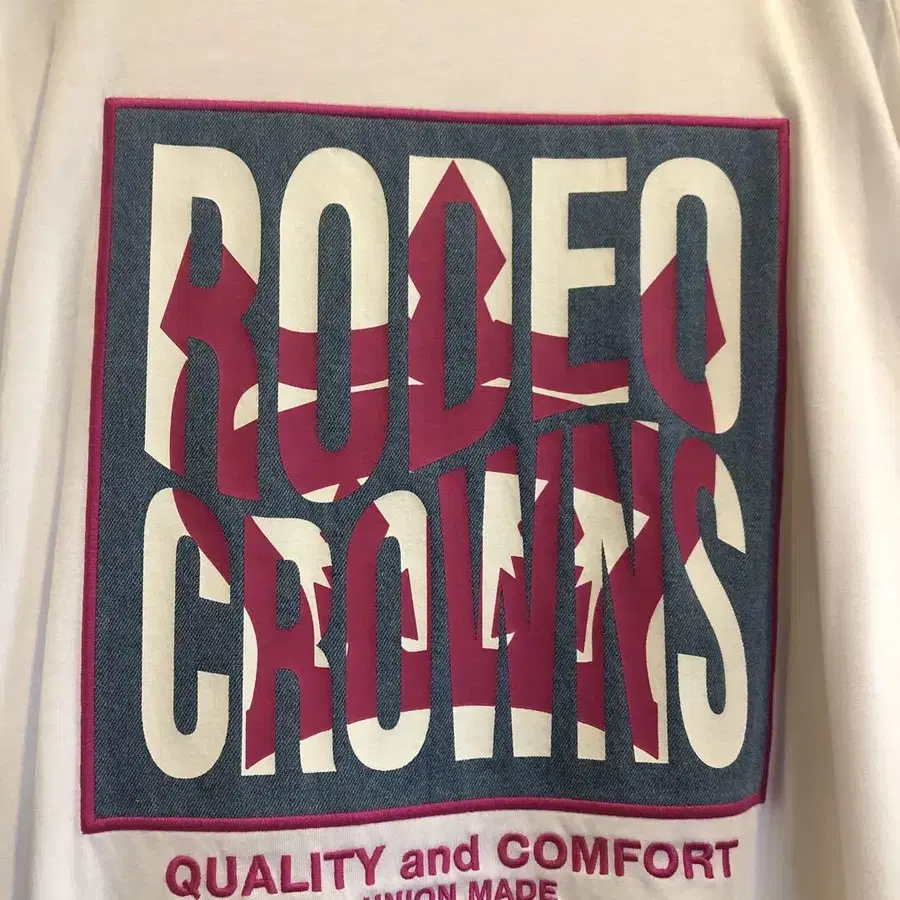 RODEO
CROWNS
QUALITY and COMFORT
UNION MADE